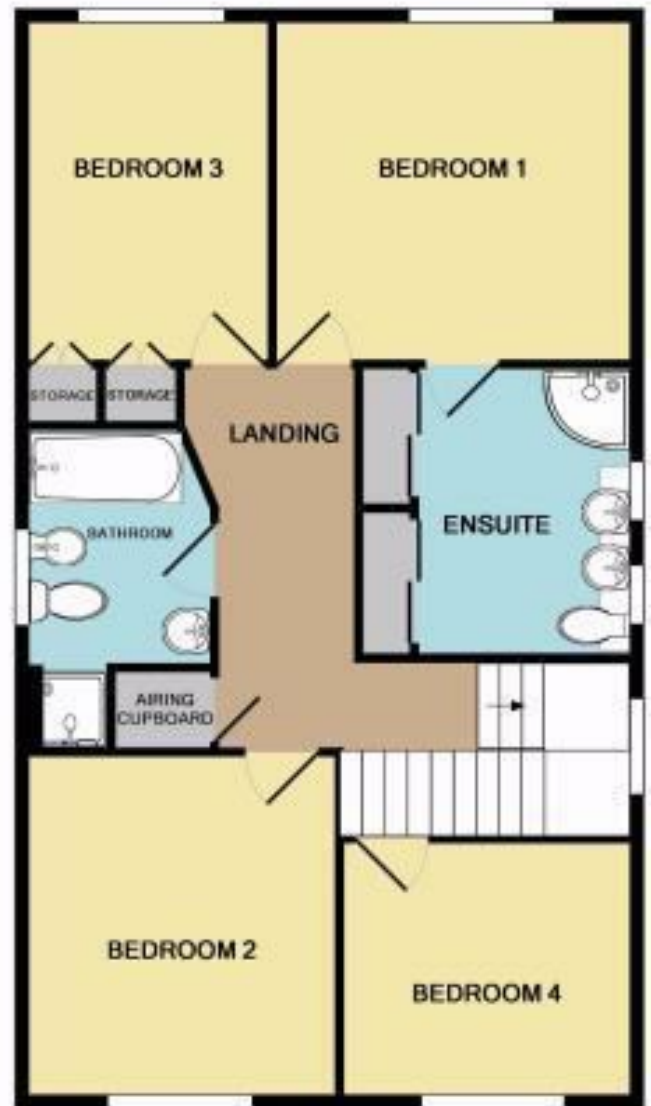 BEDROOM 3
BEDROOM 1
STORAGE
STORAGE
LANDING
BATHROOM
ENSUITE
AIRING
CUPBOARD
BEDROOM 2
BEDROOM 4